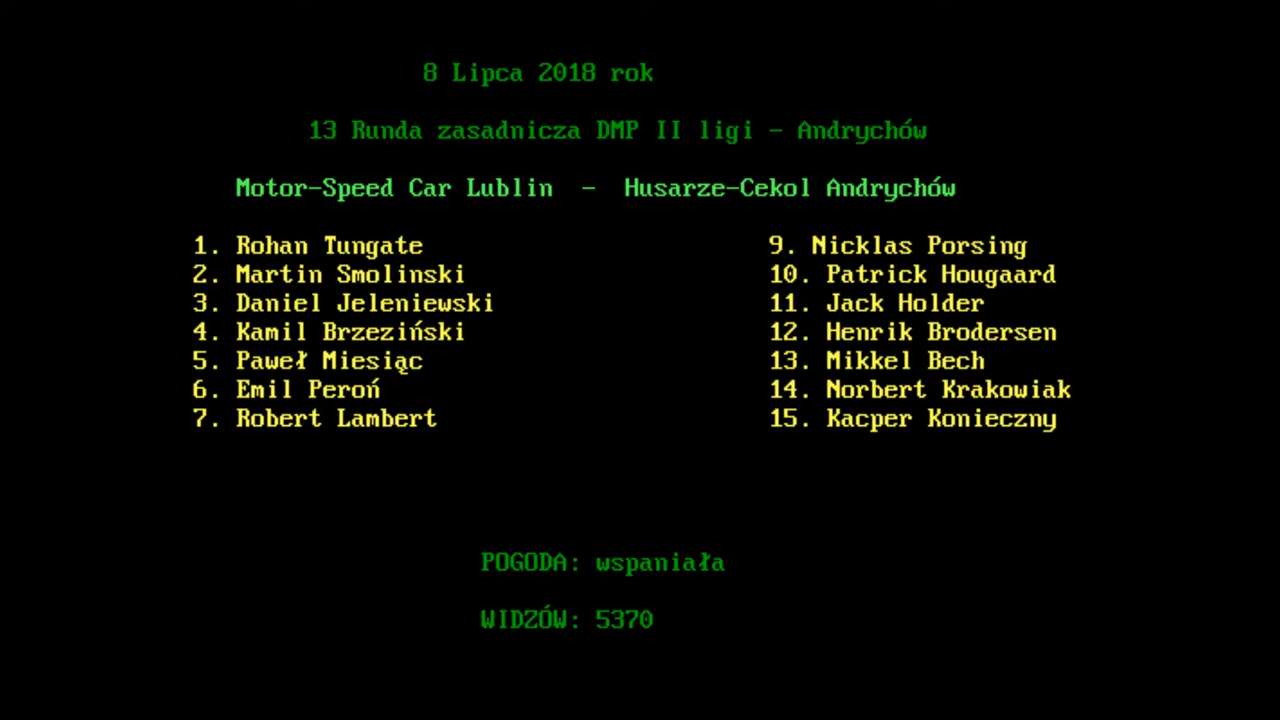 8 Lipca 2018 rok
13 Runda zasadnicza DMP II ligi - Andrychów
Motor-Speed Car Lublin - Husarze-Cekol Andrychów
1. Rohan Tungate 9. Nicklas Porsing
2. Martin Smolinski 10. Patrick Hougaard
3. Daniel Jeleniewski 11. Jack Holder
4. Kamil Brzeziński 12. Henrik Brodersen
5. Paweł Miesiąc 13. Mikkel Bech
6. Emil Peroń 14. Norbert Krakowiak
7. Robert Lambert 15. Kacper Konieczny
POGODA: wspaniała
WIDZÓW: 5370